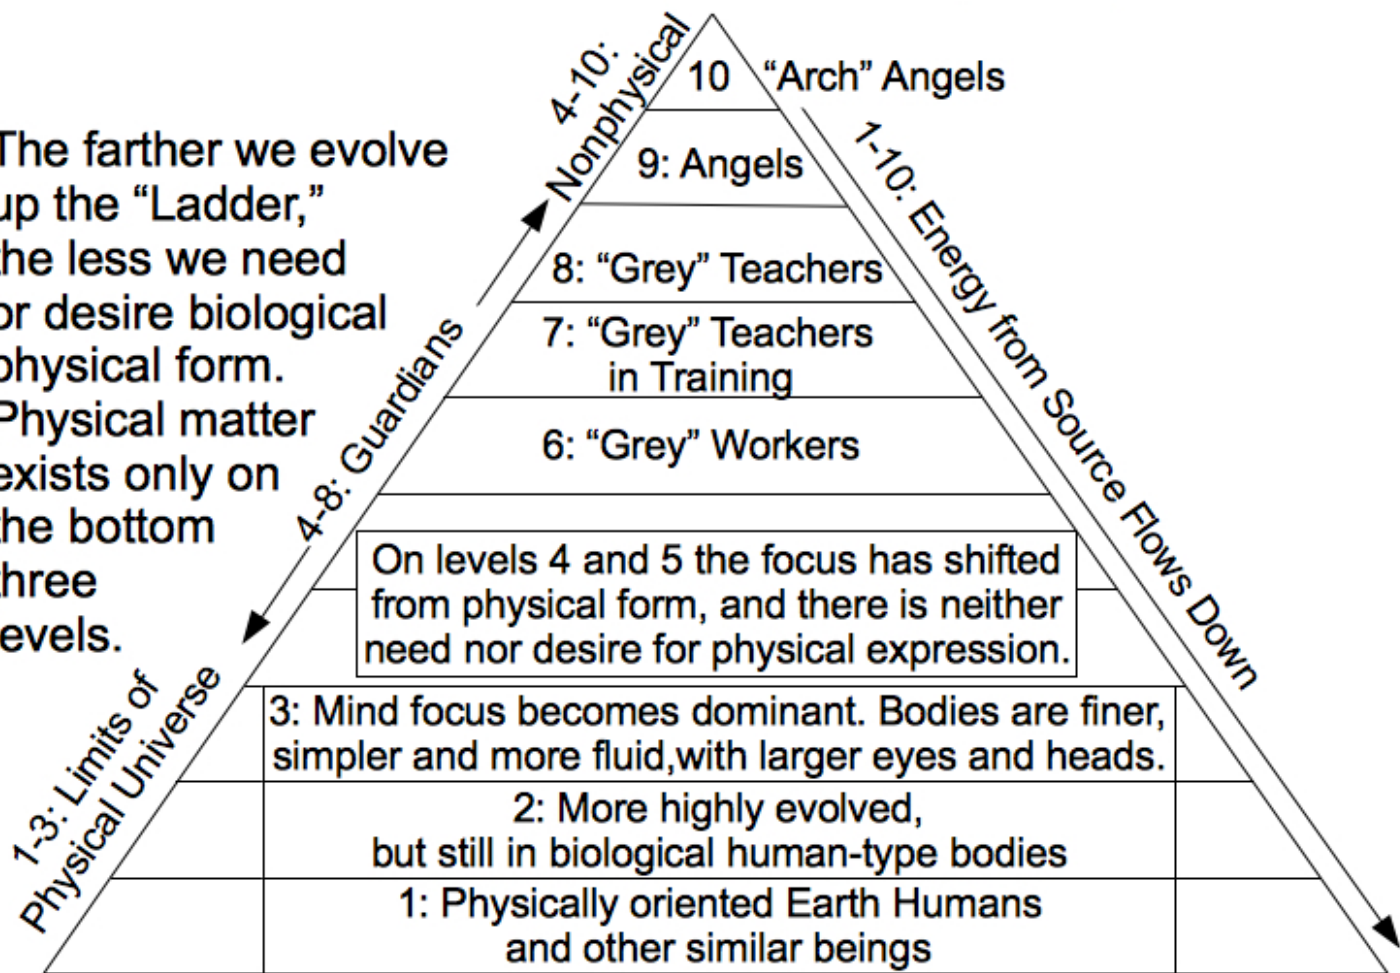 The farther we evolve
up the “Ladder,”
the less we need
or desire biological
physical form.
Physical matter
exists only on
the bottom
three
levels.
4-10:
Nonphysical
4-8: Guardians
1-3: Limits of
Physical Universe
10
“Arch” Angels
9: Angels
8: “Grey” Teachers
7: “Grey” Teachers
in Training
6: “Grey” Workers
On levels 4 and 5 the focus has shifted
from physical form, and there is neither
need nor desire for physical expression.
3: Mind focus becomes dominant. Bodies are finer,
simpler and more fluid,with larger eyes and heads.
2: More highly evolved,
but still in biological human-type bodies
1: Physically oriented Earth Humans
and other similar beings
1-10: Energy from Source Flows Down